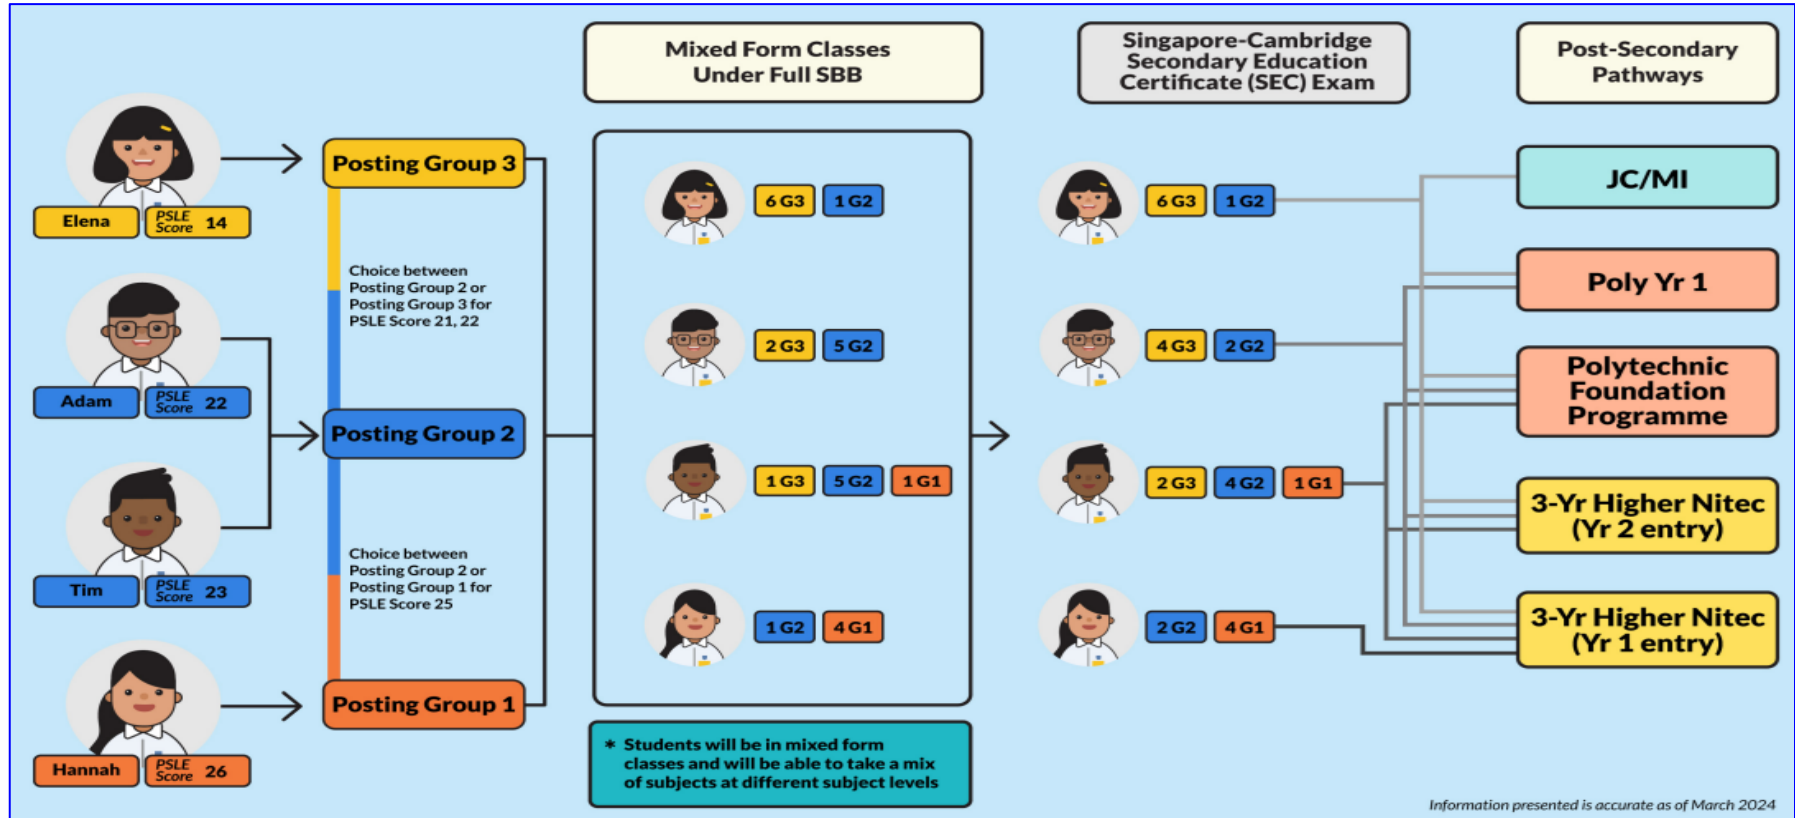 Mixed Form Classes
Under Full SBB
Singapore-Cambridge
Secondary Education
Certificate (SEC) Exam
Post-Secondary
Pathways
Elena
PSLE
Score 14
Adam
PSLE
Score 22
Tim
PSLE
Score 23
Hannah
PSLE
Score 26
Posting Group 3
Choice between
Posting Group 2 or
Posting Group 3 for
PSLE Score 21, 22
Posting Group 2
Choice between
Posting Group 2 or
Posting Group 1 for
PSLE Score 25
Posting Group 1
6 G3 1 G2
2 G3 5 G2
1 G3 5 G2 1 G1
1 G2 4 G1
* Students will be in mixed form
classes and will be able to take a mix
of subjects at different subject levels
6 G3 1 G2
4 G3 2 G2
2 G3 4 G2 1 G1
2 G2 4 G1
JC/MI
Poly Yr 1
Polytechnic
Foundation
Programme
3-Yr Higher Nitec
(Yr 2 entry)
3-Yr Higher Nitec
(Yr 1 entry)
Information presented is accurate as of March 2024